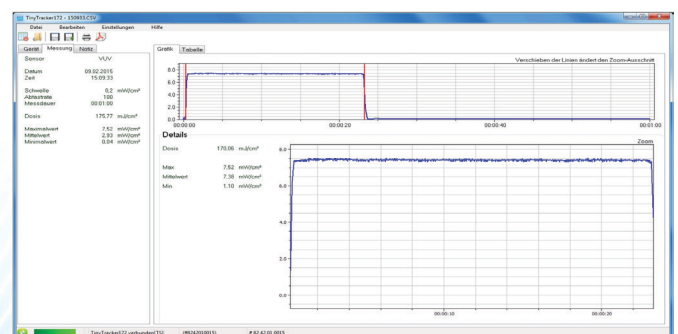 TinyTracker172 - 150933.CSV
Datei Bearbeiten Einstellungen Hilfe
Gerät Messung Notiz
Grafik Tabelle
Sensor VUV
Datum 09.02.2015
Zeit 15:09:33
Schwelle 0,2 mW/cm²
Abtastrate 100
Messdauer 00:01:00
Dosis 175,77 mJ/cm²
Maximalwert 7,52 mW/cm²
Mittelwert 2,93 mW/cm²
Minimalwert 0,04 mW/cm²
Verschieben der Linien ändert den Zoom-Ausschnitt
8.0
6.0
4.0
2.0
0.0
00:00:00 00:00:20 00:00:40 00:01:00
Details
Zoom
Dosis 170,06 mJ/cm²
Max 7,52 mW/cm²
Mittelwert 7,38 mW/cm²
Min 1,10 mW/cm²
8.0
6.0
4.0
2.0
0.0
00:00:10 00:00:20
TinyTracker172 verbunden
# 92 42 01 0015